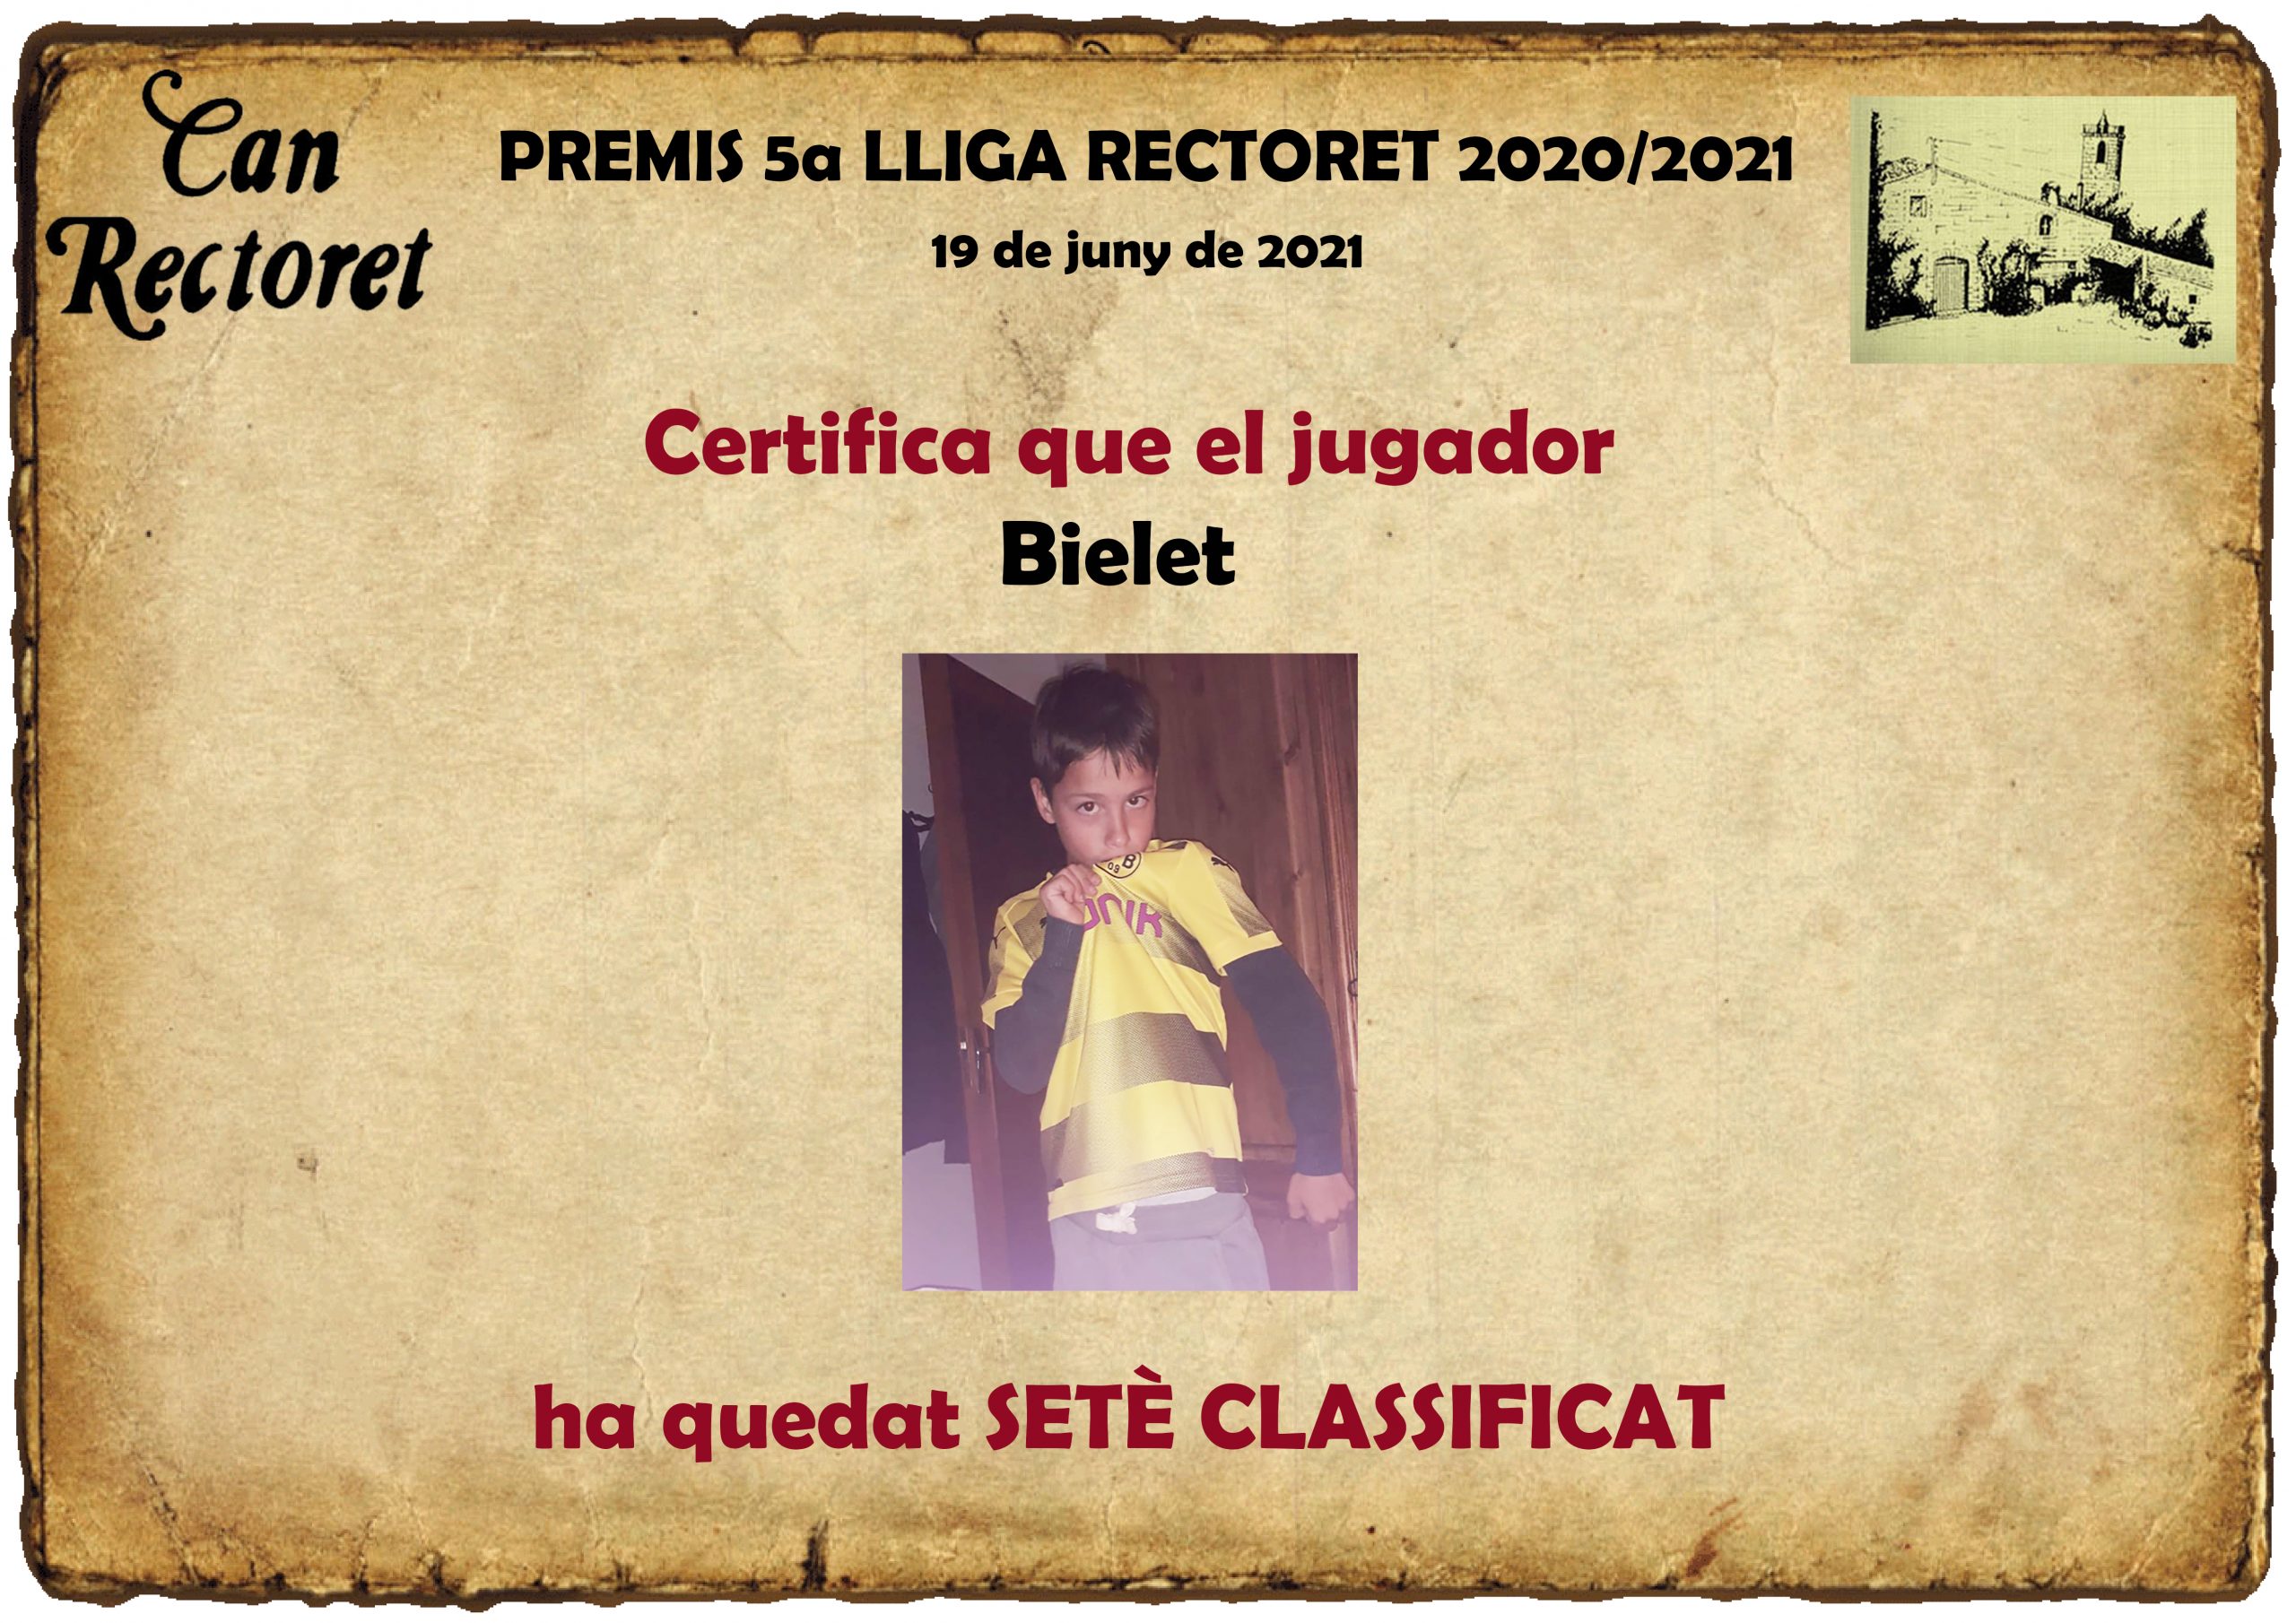 Can
Rectoret
PREMIS 5a LLIGA RECTORET 2020/2021
19 de juny de 2021
Certifica que el jugador
Bielet
09 B
ha quedat SETÈ CLASSIFICAT